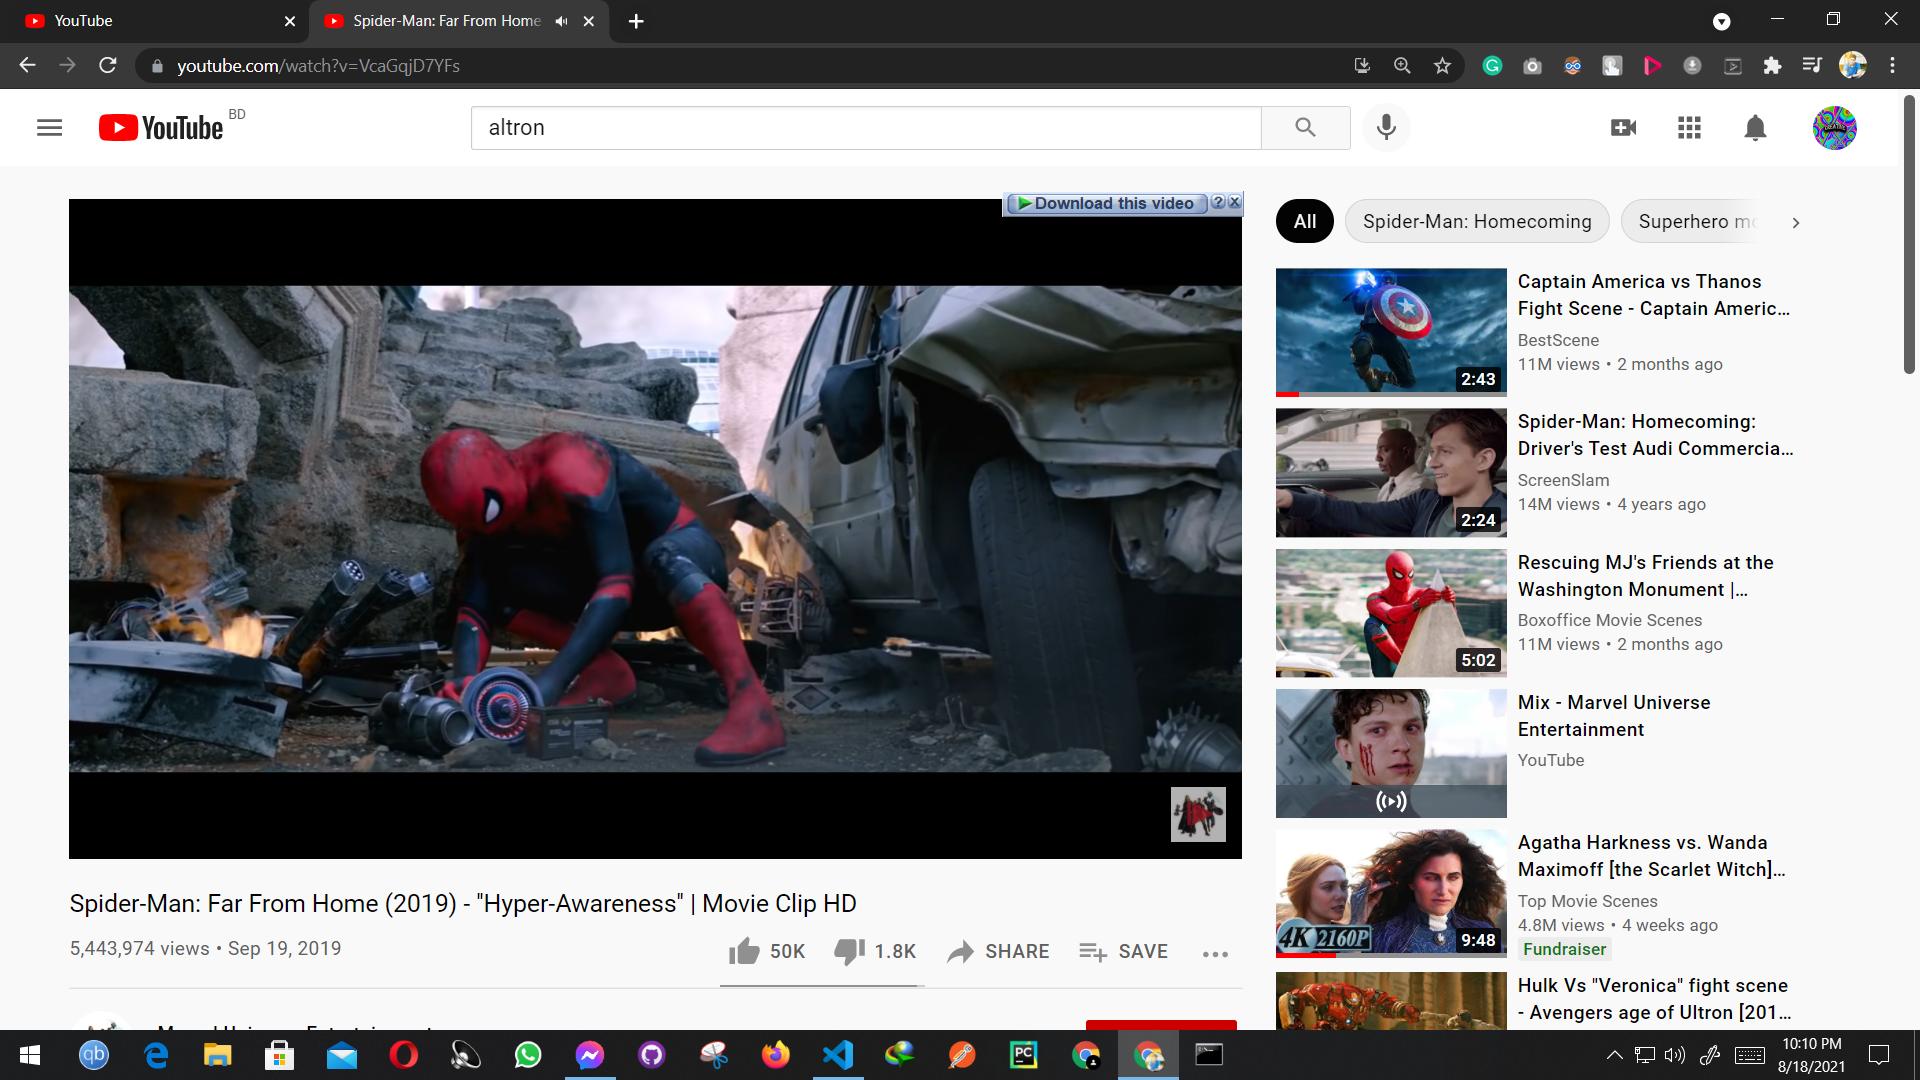 YouTube
Spider-Man: Far From Home
youtube.com/watch?v=VcaGqjD7YFs
YouTube BD
altron
Download this video
All
Spider-Man: Homecoming
Superhero mo
Captain America vs Thanos
Fight Scene - Captain Americ...
BestScene
11M views • 2 months ago
2:43
Spider-Man: Homecoming:
Driver's Test Audi Commercia...
ScreenSlam
14M views • 4 years ago
2:24
Rescuing MJ's Friends at the
Washington Monument |...
Boxoffice Movie Scenes
11M views • 2 months ago
5:02
Mix - Marvel Universe
Entertainment
YouTube
Agatha Harkness vs. Wanda
Maximoff [the Scarlet Witch]...
Top Movie Scenes
4.8M views • 4 weeks ago
Fundraiser
4K 2160P
9:48
Hulk Vs "Veronica" fight scene
- Avengers age of Ultron [201...
Spider-Man: Far From Home (2019) - "Hyper-Awareness" | Movie Clip HD
5,443,974 views • Sep 19, 2019
50K
1.8K
SHARE
SAVE
qb
PC
10:10 PM
8/18/2021